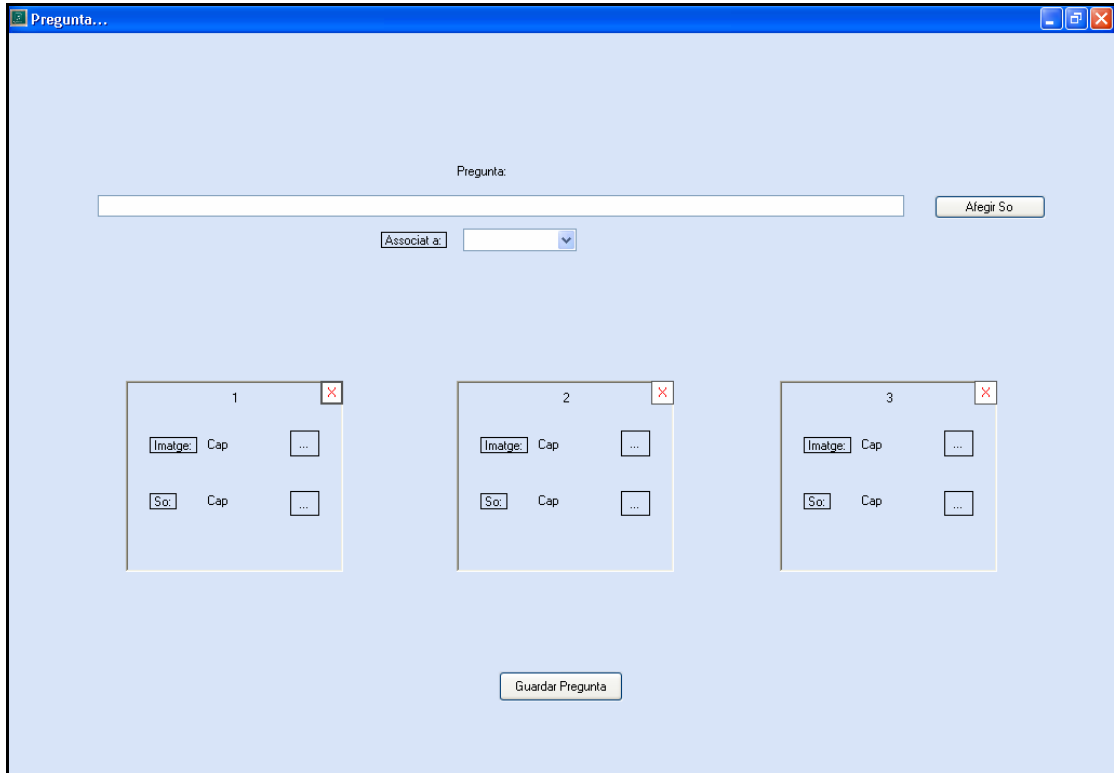 Pregunta...
Pregunta:
Afegir So
Associat a:
1 X 2 X 3 X
Imatge: Cap ... Imatge: Cap ... Imatge: Cap ...
So: Cap ... So: Cap ... So: Cap ...
Guardar Pregunta